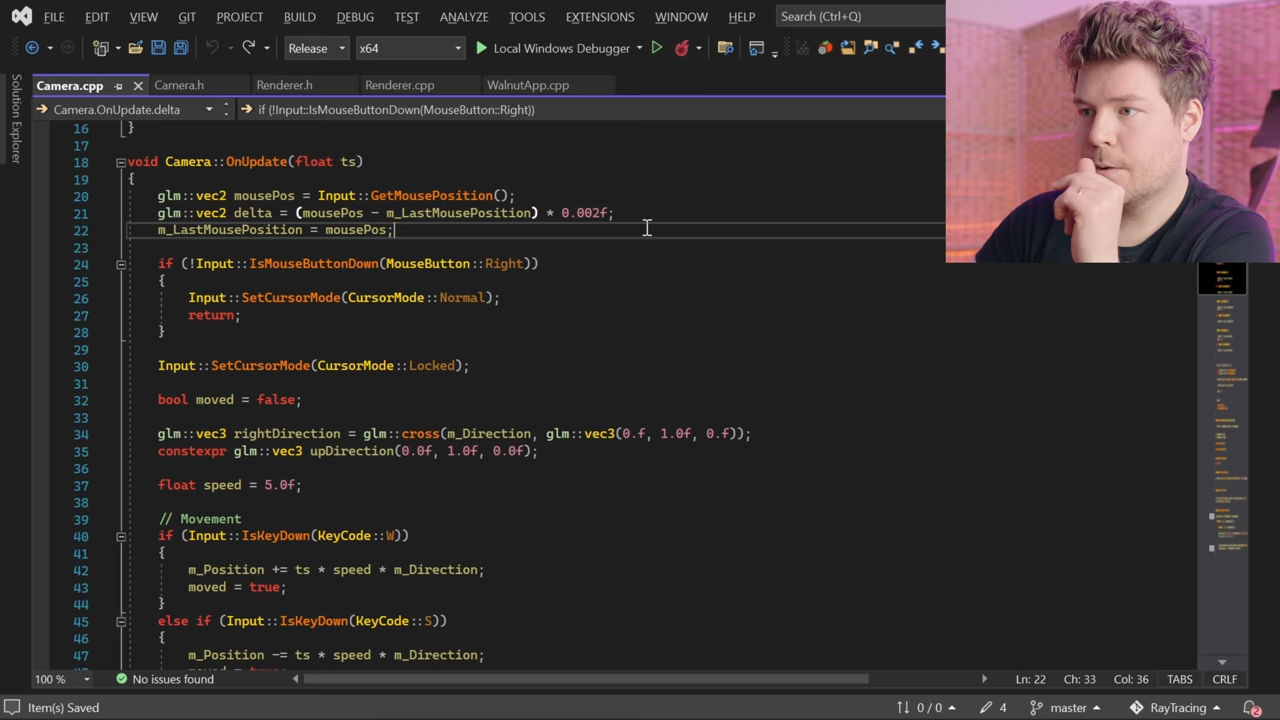 FILE EDIT VIEW GIT PROJECT BUILD DEBUG TEST ANALYZE TOOLS EXTENSIONS WINDOW HELP Search (Ctrl+Q)
Release x64 Local Windows Debugger
Camera.cpp Camera.h Renderer.h Renderer.cpp WalnutApp.cpp
Solution Explorer
Camera.OnUpdate.delta if (!Input::IsMouseButtonDown(MouseButton::Right))
16 }
17
18 void Camera::OnUpdate(float ts)
19 {
20 glm::vec2 mousePos = Input::GetMousePosition();
21 glm::vec2 delta = (mousePos - m_LastMousePosition) * 0.002f;
22 m_LastMousePosition = mousePos;
23
24 if (!Input::IsMouseButtonDown(MouseButton::Right))
25 {
26 Input::SetCursorMode(CursorMode::Normal);
27 return;
28 }
29
30 Input::SetCursorMode(CursorMode::Locked);
31
32 bool moved = false;
33
34 glm::vec3 rightDirection = glm::cross(m_Direction, glm::vec3(0.f, 1.0f, 0.f));
35 constexpr glm::vec3 upDirection(0.0f, 1.0f, 0.0f);
36
37 float speed = 5.0f;
38
39 // Movement
40 if (Input::IsKeyDown(KeyCode::W))
41 {
42 m_Position += ts * speed * m_Direction;
43 moved = true;
44 }
45 else if (Input::IsKeyDown(KeyCode::S))
46 {
47 m_Position -= ts * speed * m_Direction;
100 % No issues found Ln: 22 Ch: 33 Col: 36 TABS CRLF
Item(s) Saved 0 / 0 4 master RayTracing 2